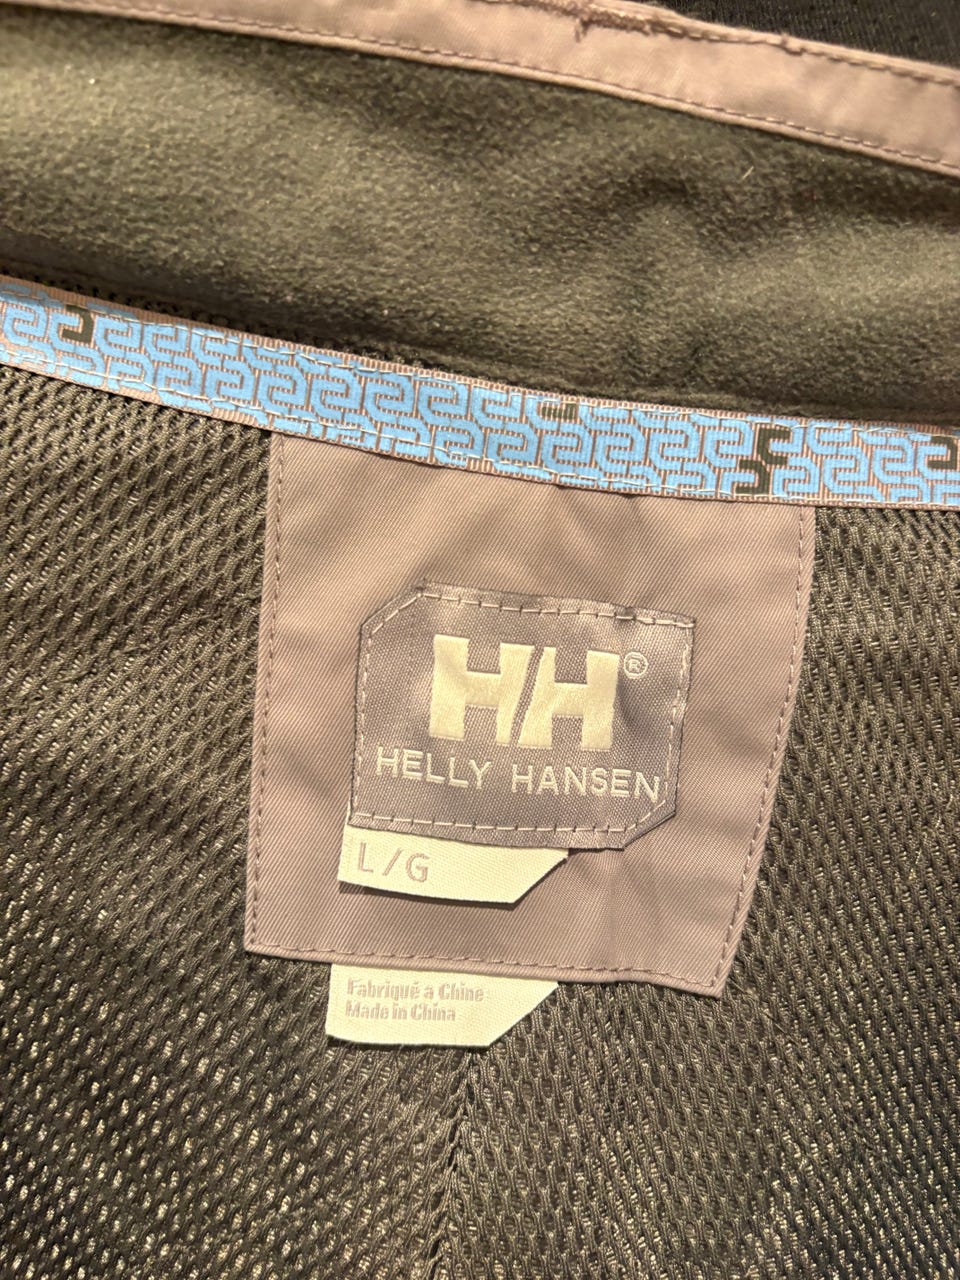 HH®
HELLY HANSEN
L/G
Fabriqué a Chine
Made in China